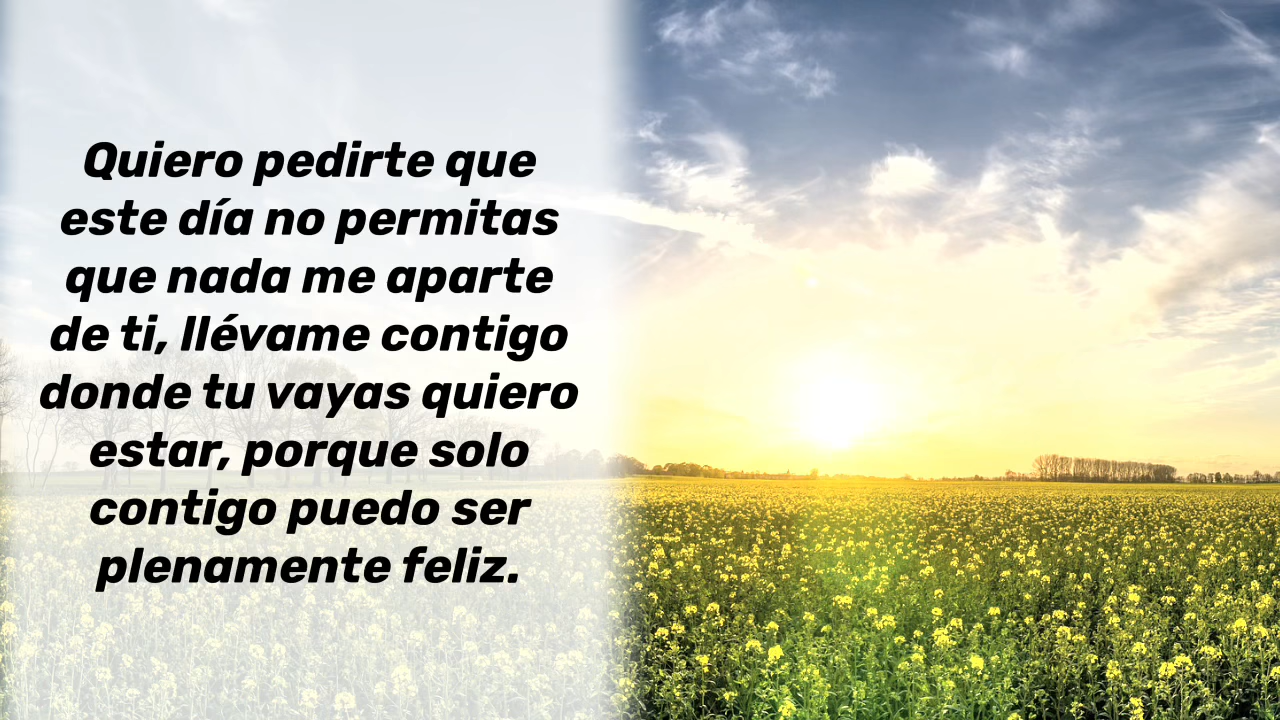 Quiero pedirte que
este día no permitas
que nada me aparte
de ti, llévame contigo
donde tu vayas quiero
estar, porque solo
contigo puedo ser
plenamente feliz.